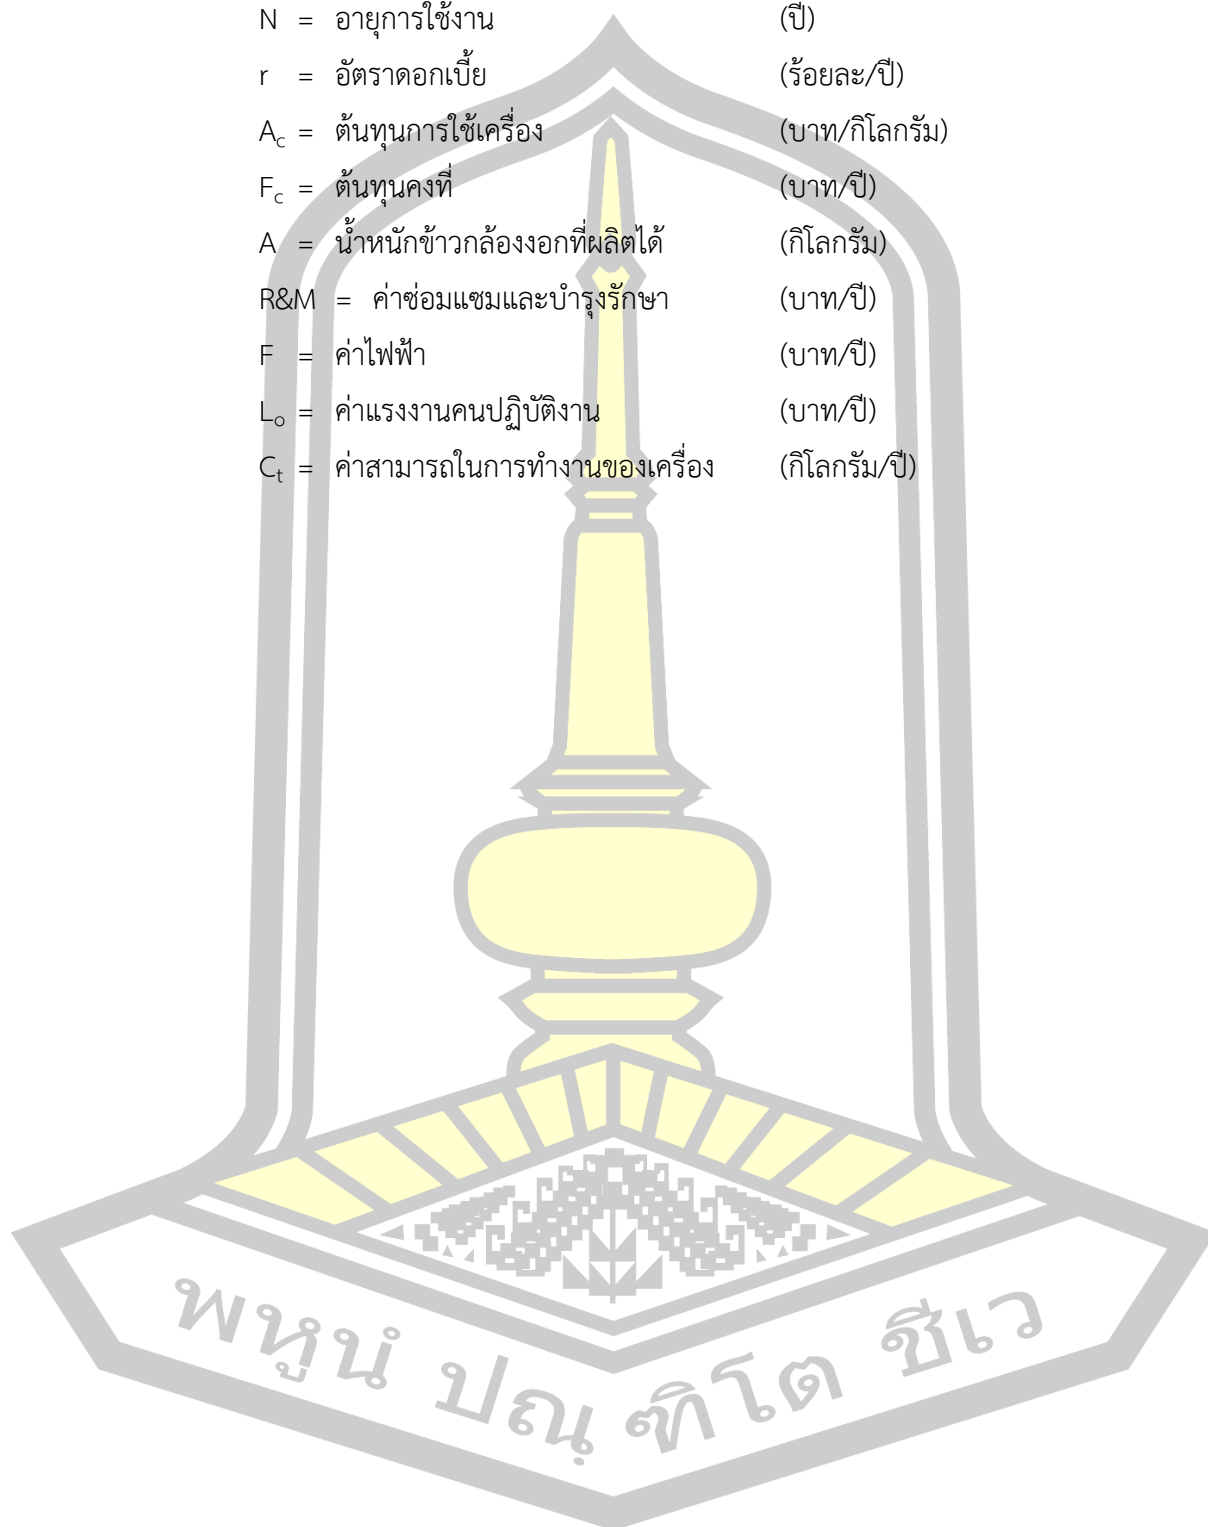 N = อายุการใช้งาน (ปี)
r = อัตราดอกเบี้ย (ร้อยละ/ปี)
A_c = ต้นทุนการใช้เครื่อง (บาท/กิโลกรัม)
F_c = ต้นทุนคงที่ (บาท/ปี)
A = น้ำหนักข้าวกล้องงอกที่ผลิตได้ (กิโลกรัม)
R&M = ค่าซ่อมแซมและบำรุงรักษา (บาท/ปี)
F = ค่าไฟฟ้า (บาท/ปี)
L_o = ค่าแรงงานคนปฏิบัติงาน (บาท/ปี)
C_t = ค่าสามารถในการทำงานของเครื่อง (กิโลกรัม/ปี)
พหูนํ ปณฺฑิโต ชีเว